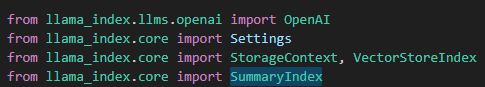 from llama_index.llms.openai import OpenAI
from llama_index.core import Settings
from llama_index.core import StorageContext, VectorStoreIndex
from llama_index.core import SummaryIndex